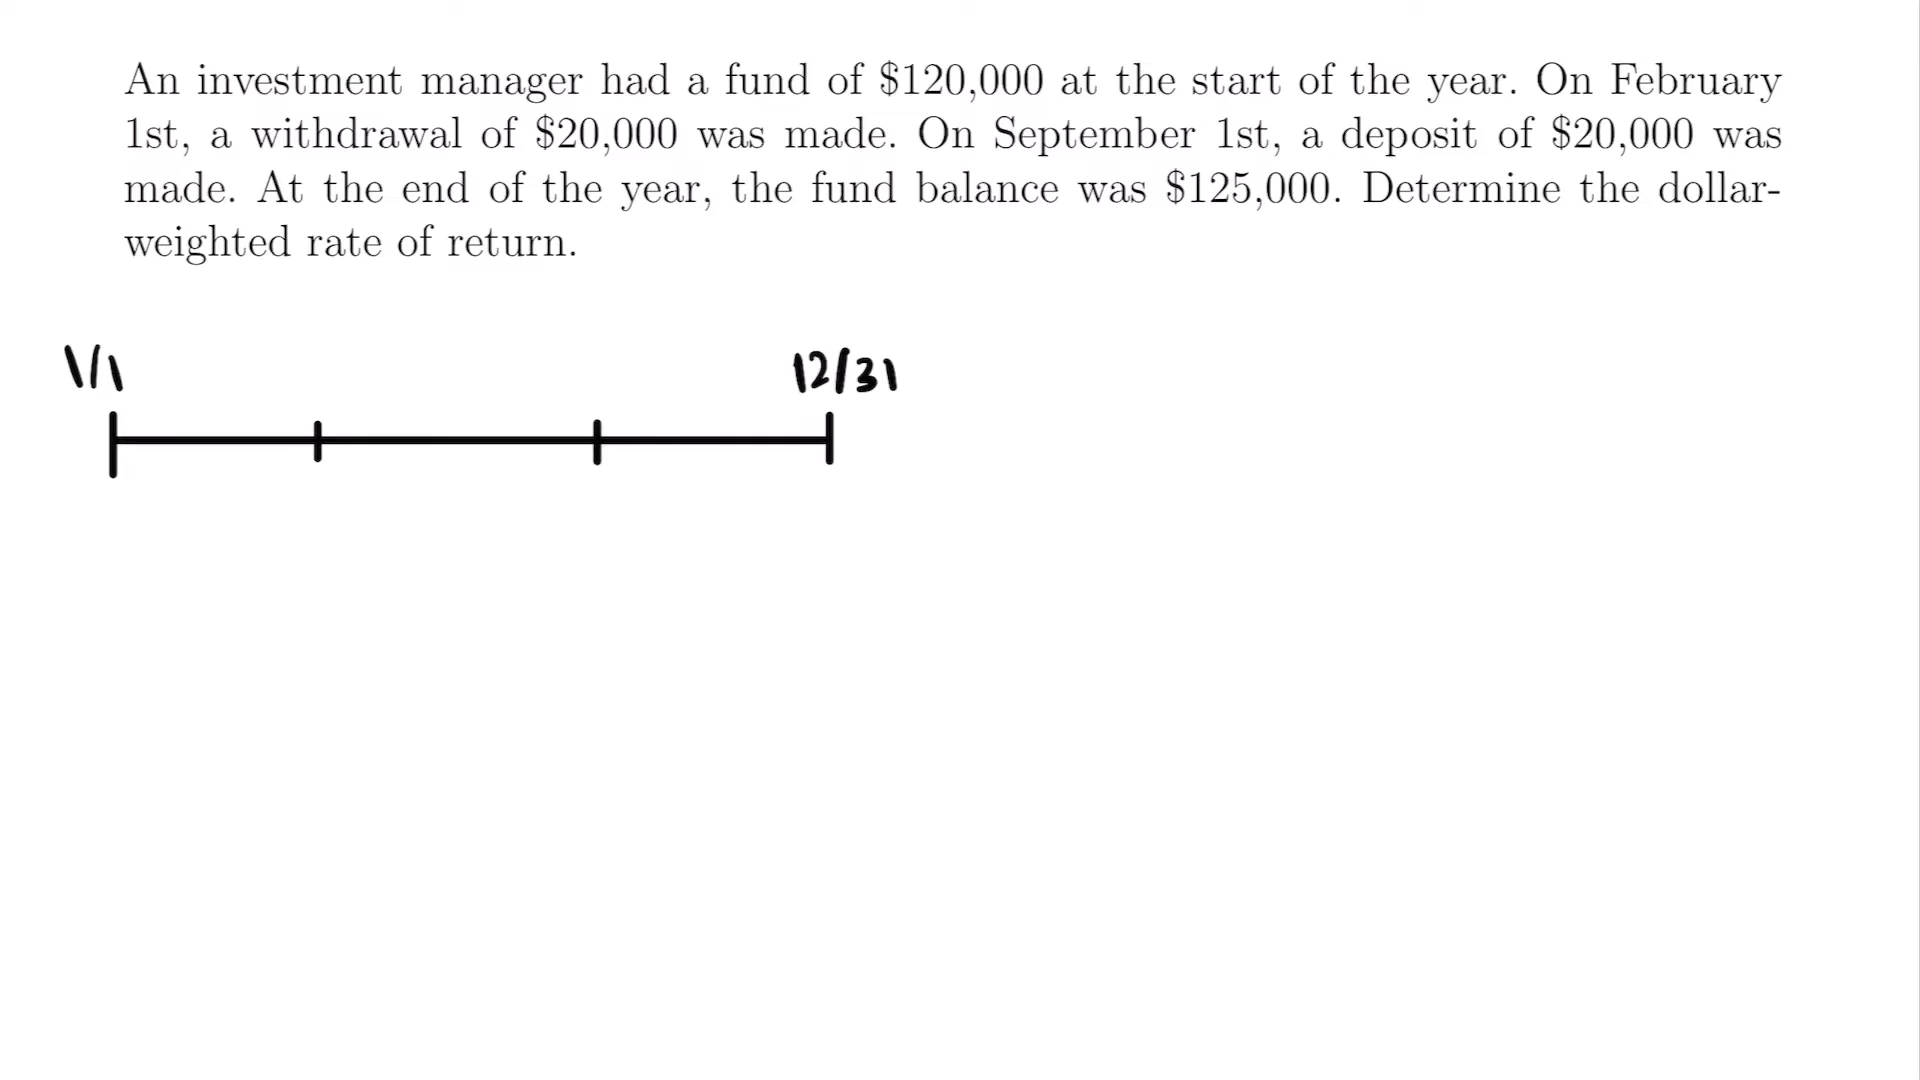 An investment manager had a fund of $120,000 at the start of the year. On February
1st, a withdrawal of $20,000 was made. On September 1st, a deposit of $20,000 was
made. At the end of the year, the fund balance was $125,000. Determine the dollar-
weighted rate of return.
1/1 12/31